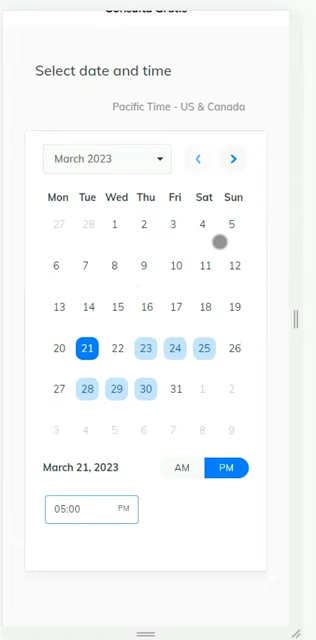 Consulta Gratis
Select date and time
Pacific Time - US & Canada
March 2023
Mon Tue Wed Thu Fri Sat Sun
27 28 1 2 3 4 5
6 7 8 9 10 11 12
13 14 15 16 17 18 19
20 21 22 23 24 25 26
27 28 29 30 31 1 2
3 4 5 6 7 8 9
March 21, 2023 AM PM
05:00 PM